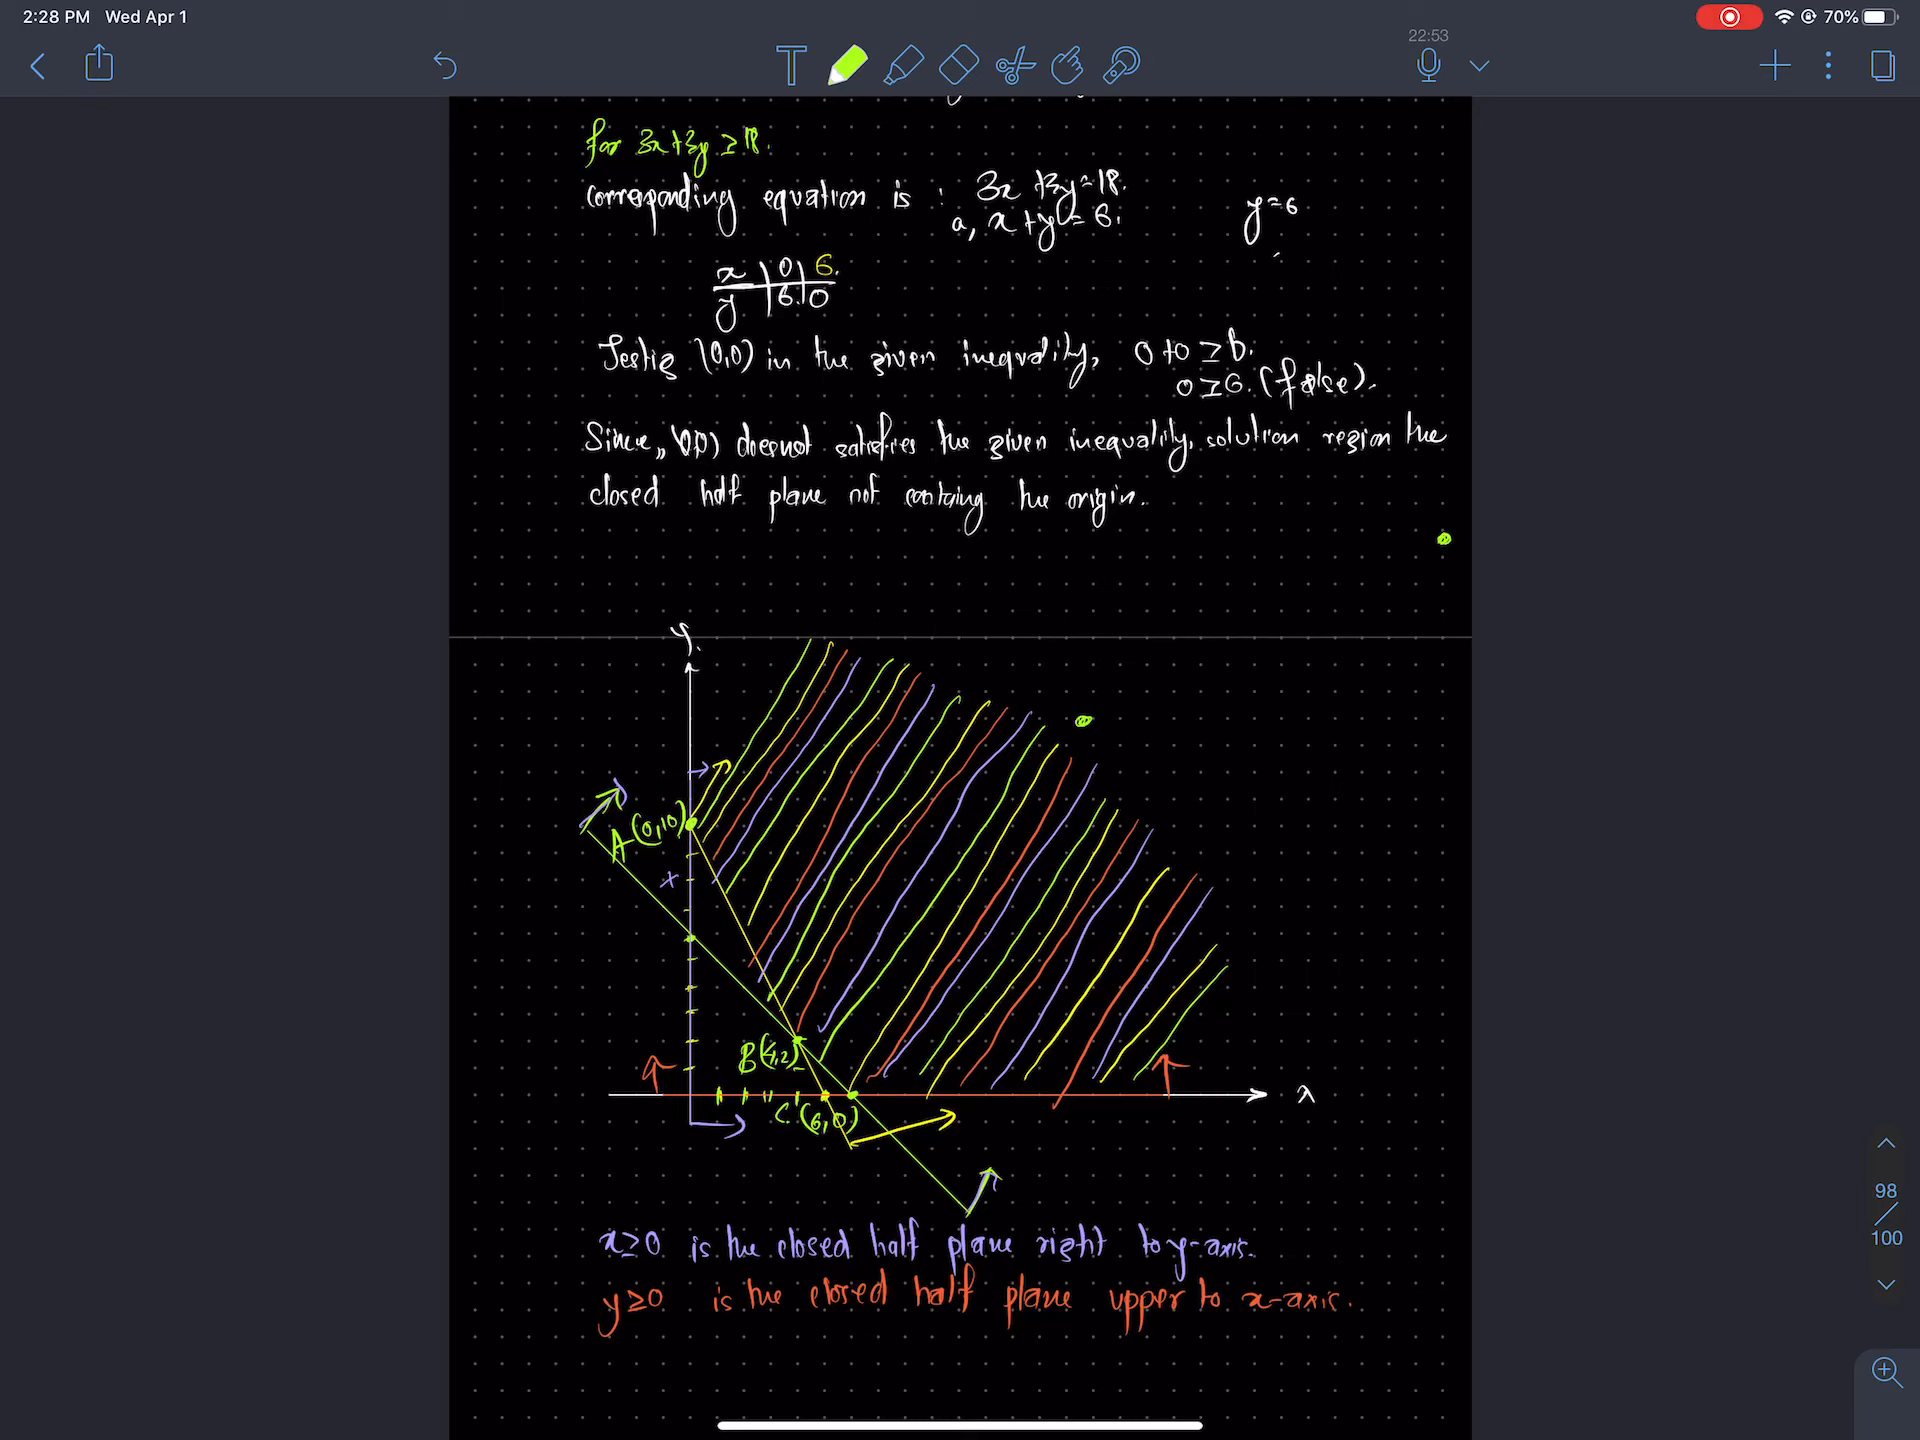 2:28 PM Wed Apr 1
70%
22:53
for 3x+3y ≥ 18.
corresponding equation is : 3x +3y=18.
a, x+y = 6.
y=6
x | 0 | 6.
y | 6. | 0
Testig (0,0) in the given inequality, 0 to ≥ 6.
0≥6. (false).
Since,, (0,0) doesnot satisfies the given inequality, solution region the
closed half plane not containg the origin.
y.
A(0,10)
x
B(4,2)
C(6,0)
x
x≥0 is the closed half plane right to y-axis.
y≥0 is the closed half plane upper to x-axis.
98
/
100